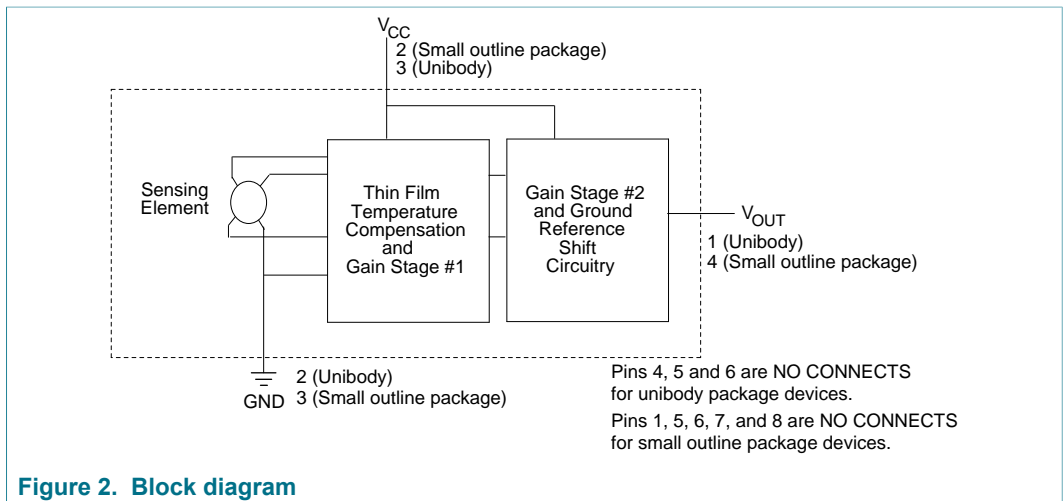 VCC
2 (Small outline package)
3 (Unibody)
Sensing
Element
Thin Film
Temperature
Compensation
and
Gain Stage #1
Gain Stage #2
and Ground
Reference
Shift
Circuitry
VOUT
1 (Unibody)
4 (Small outline package)
2 (Unibody)
GND 3 (Small outline package)
Pins 4, 5 and 6 are NO CONNECTS
for unibody package devices.
Pins 1, 5, 6, 7, and 8 are NO CONNECTS
for small outline package devices.
Figure 2. Block diagram